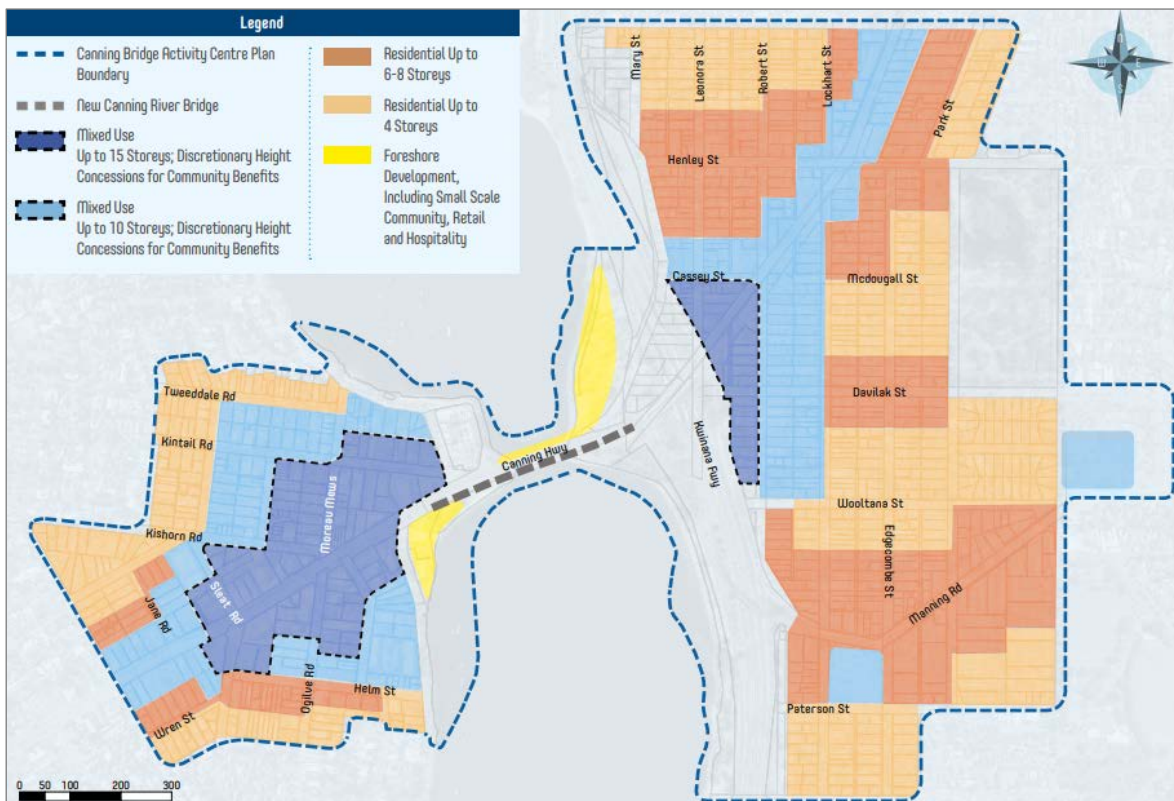 Legend
Canning Bridge Activity Centre Plan
Boundary
New Canning River Bridge
Mixed Use
Up to 15 Storeys; Discretionary Height
Concessions for Community Benefits
Mixed Use
Up to 10 Storeys; Discretionary Height
Concessions for Community Benefits
Residential Up to
6-8 Storeys
Residential Up to
4 Storeys
Foreshore
Development,
Including Small Scale
Community, Retail
and Hospitality
Mary St
Leonora St
Robert St
Lockhart St
Park St
Henley St
Cassey St
Mcdougall St
Davilak St
Kwinana Fwy
Canning Hwy
Wooltana St
Edgecombe St
Manning Rd
Paterson St
Tweeddale Rd
Kintail Rd
Moreau Mews
Kishorn Rd
Sleat Rd
Jane Rd
Ogilve Rd
Helm St
Wren St
0 50 100 200 300